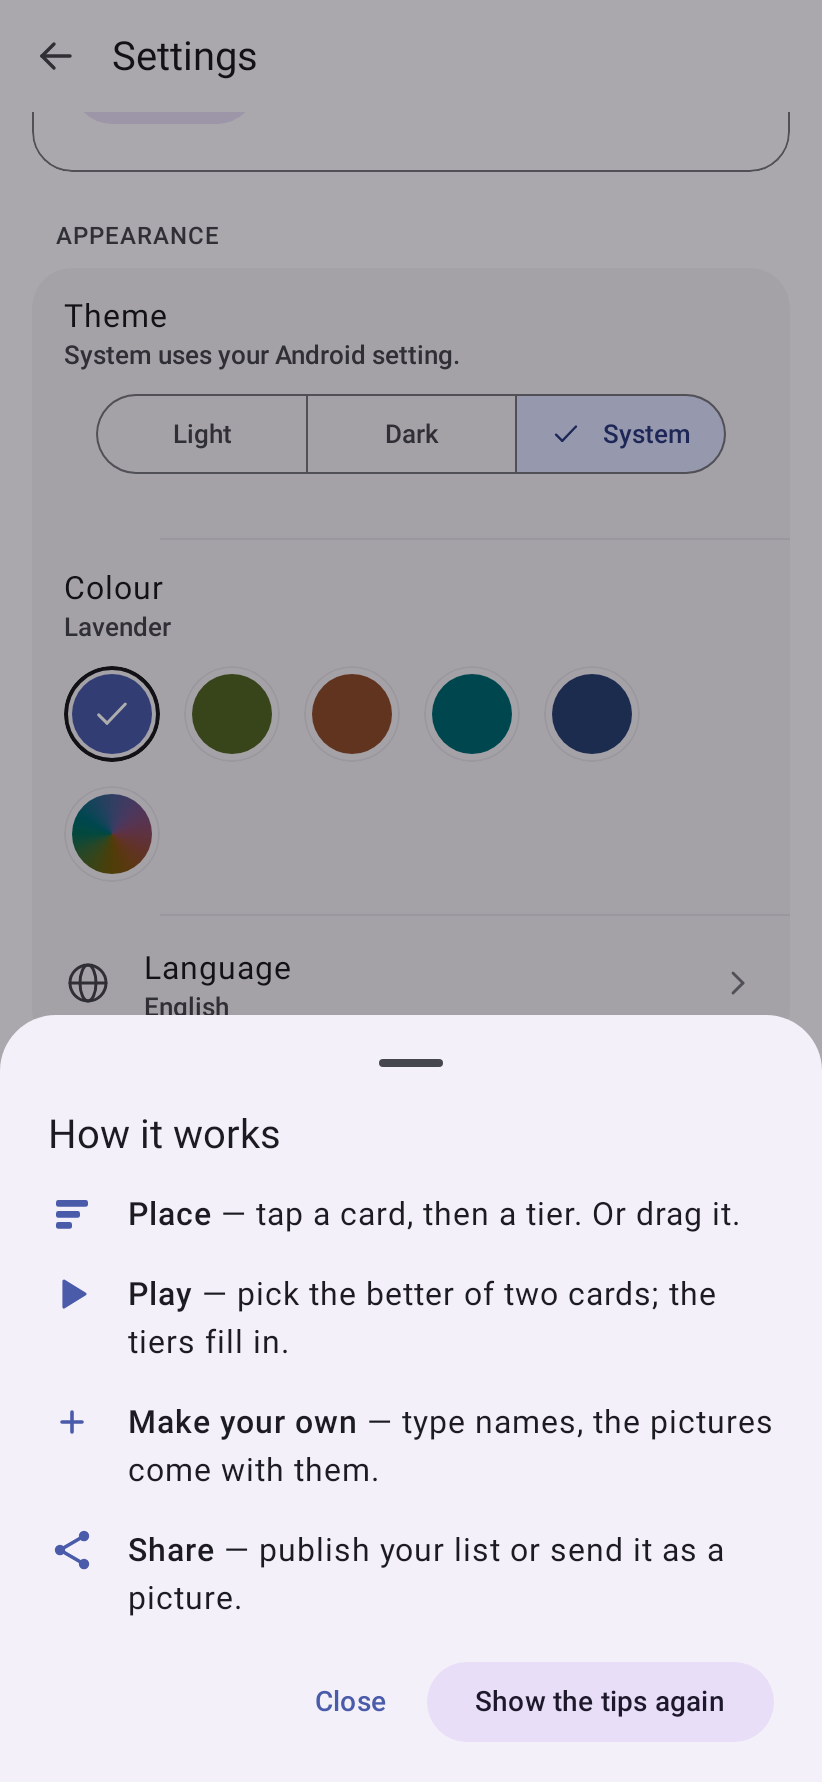 Settings
APPEARANCE
Theme
System uses your Android setting.
Light
Dark
System
Colour
Lavender
Language
English
How it works
Place — tap a card, then a tier. Or drag it.
Play — pick the better of two cards; the
tiers fill in.
Make your own — type names, the pictures
come with them.
Share — publish your list or send it as a
picture.
Close
Show the tips again